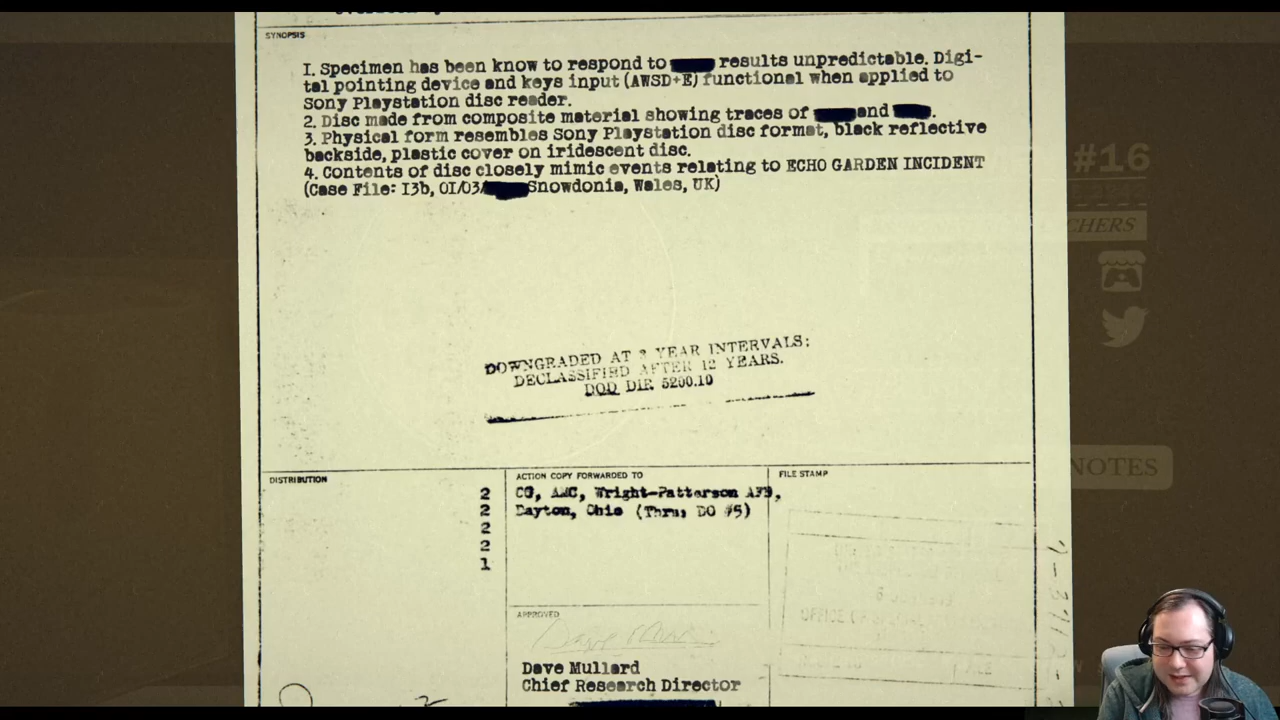 SYNOPSIS
I. Specimen has been know to respond to results unpredictable. Digi-
tal pointing device and keys input (AWSD+E) functional when applied to
Sony Playstation disc reader.
2. Disc made from composite material showing traces of and .
3. Physical form resembles Sony Playstation disc format, black reflective
backside, plastic cover on iridescent disc.
4. Contents of disc closely mimic events relating to ECHO GARDEN INCIDENT
(Case File: I3b, OI/O3/ Snowdonia, Wales, UK)
#16
CHERS
DOWNGRADED AT 3 YEAR INTERVALS:
DECLASSIFIED AFTER 12 YEARS.
DOD DIR 5200.10
NOTES
DISTRIBUTION
2
2
2
2
1
ACTION COPY FORWARDED TO
CG, AMC, Wright-Patterson AFB,
Dayton, Ohio (Thru: DO #5)
FILE STAMP
APPROVED
Dave Mullard
Chief Research Director